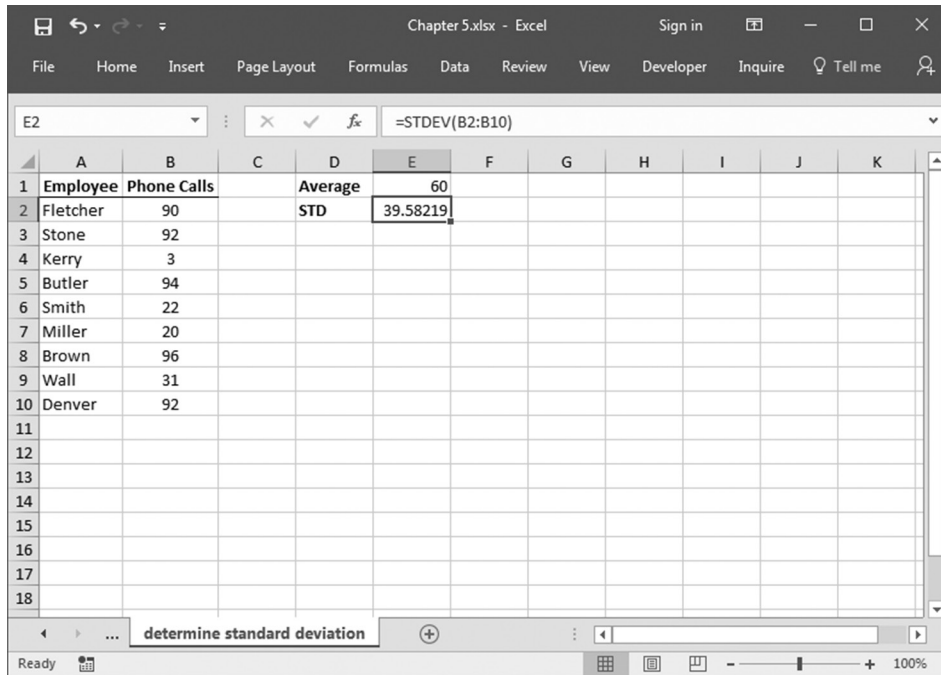 Chapter 5.xlsx - Excel Sign in
File Home Insert Page Layout Formulas Data Review View Developer Inquire Tell me
E2 fx =STDEV(B2:B10)
A B C D E F G H I J K
1 Employee Phone Calls Average 60
2 Fletcher 90 STD 39.58219
3 Stone 92
4 Kerry 3
5 Butler 94
6 Smith 22
7 Miller 20
8 Brown 96
9 Wall 31
10 Denver 92
11
12
13
14
15
16
17
18
... determine standard deviation
Ready 100%